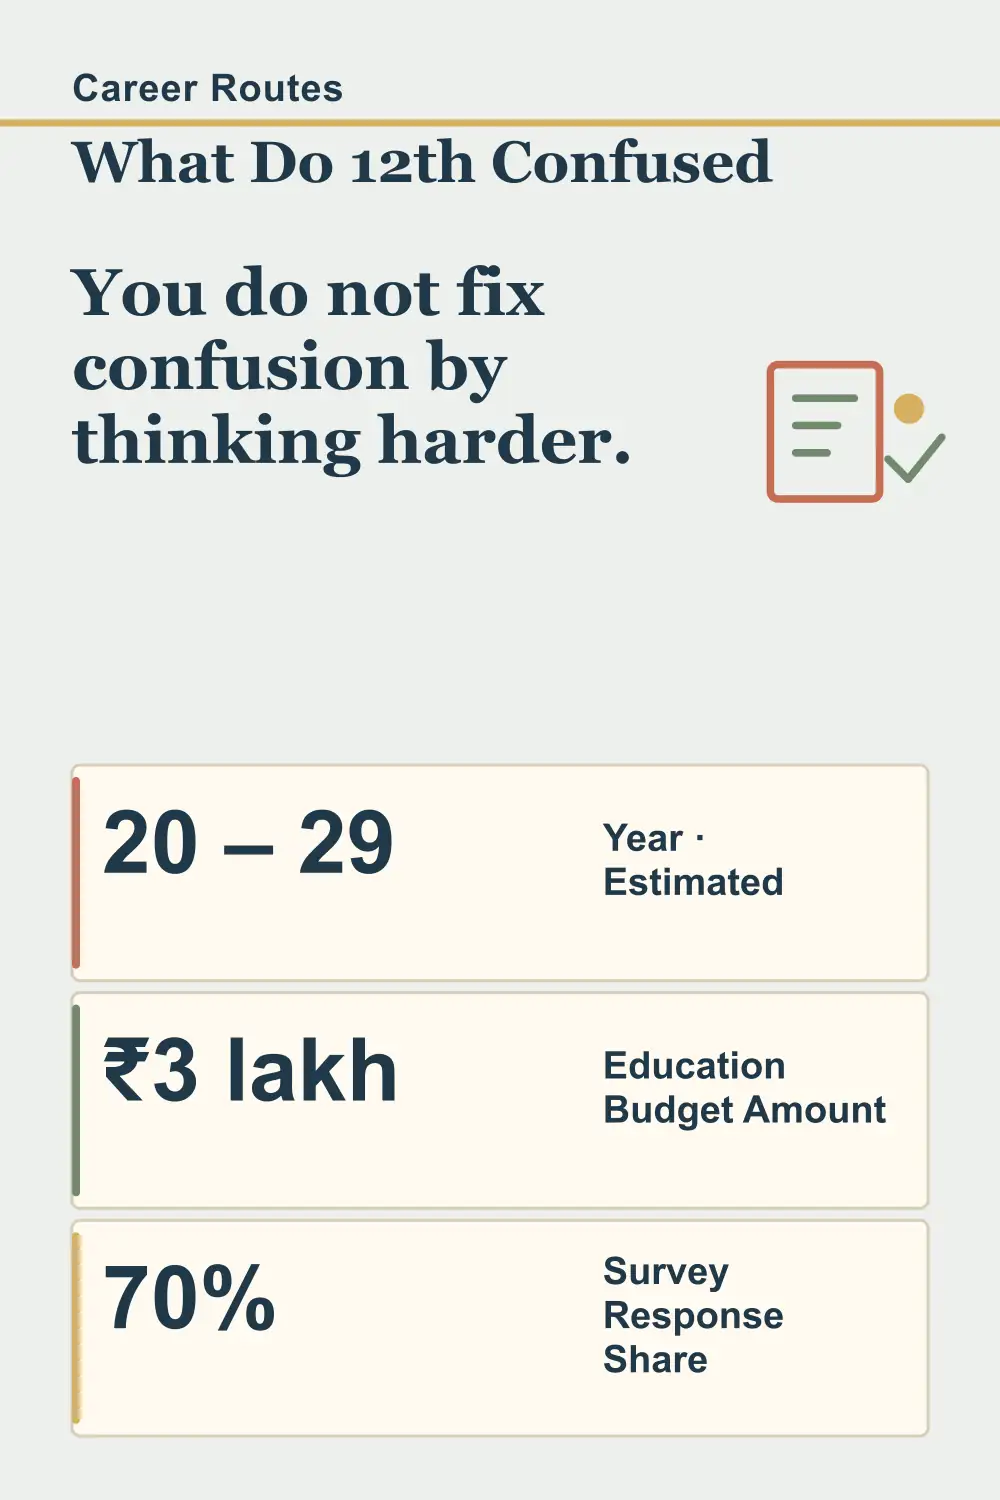 Career Routes
What Do 12th Confused
You do not fix
confusion by
thinking harder.
20 – 29
Year ·
Estimated
₹3 lakh
Education
Budget Amount
70%
Survey
Response
Share